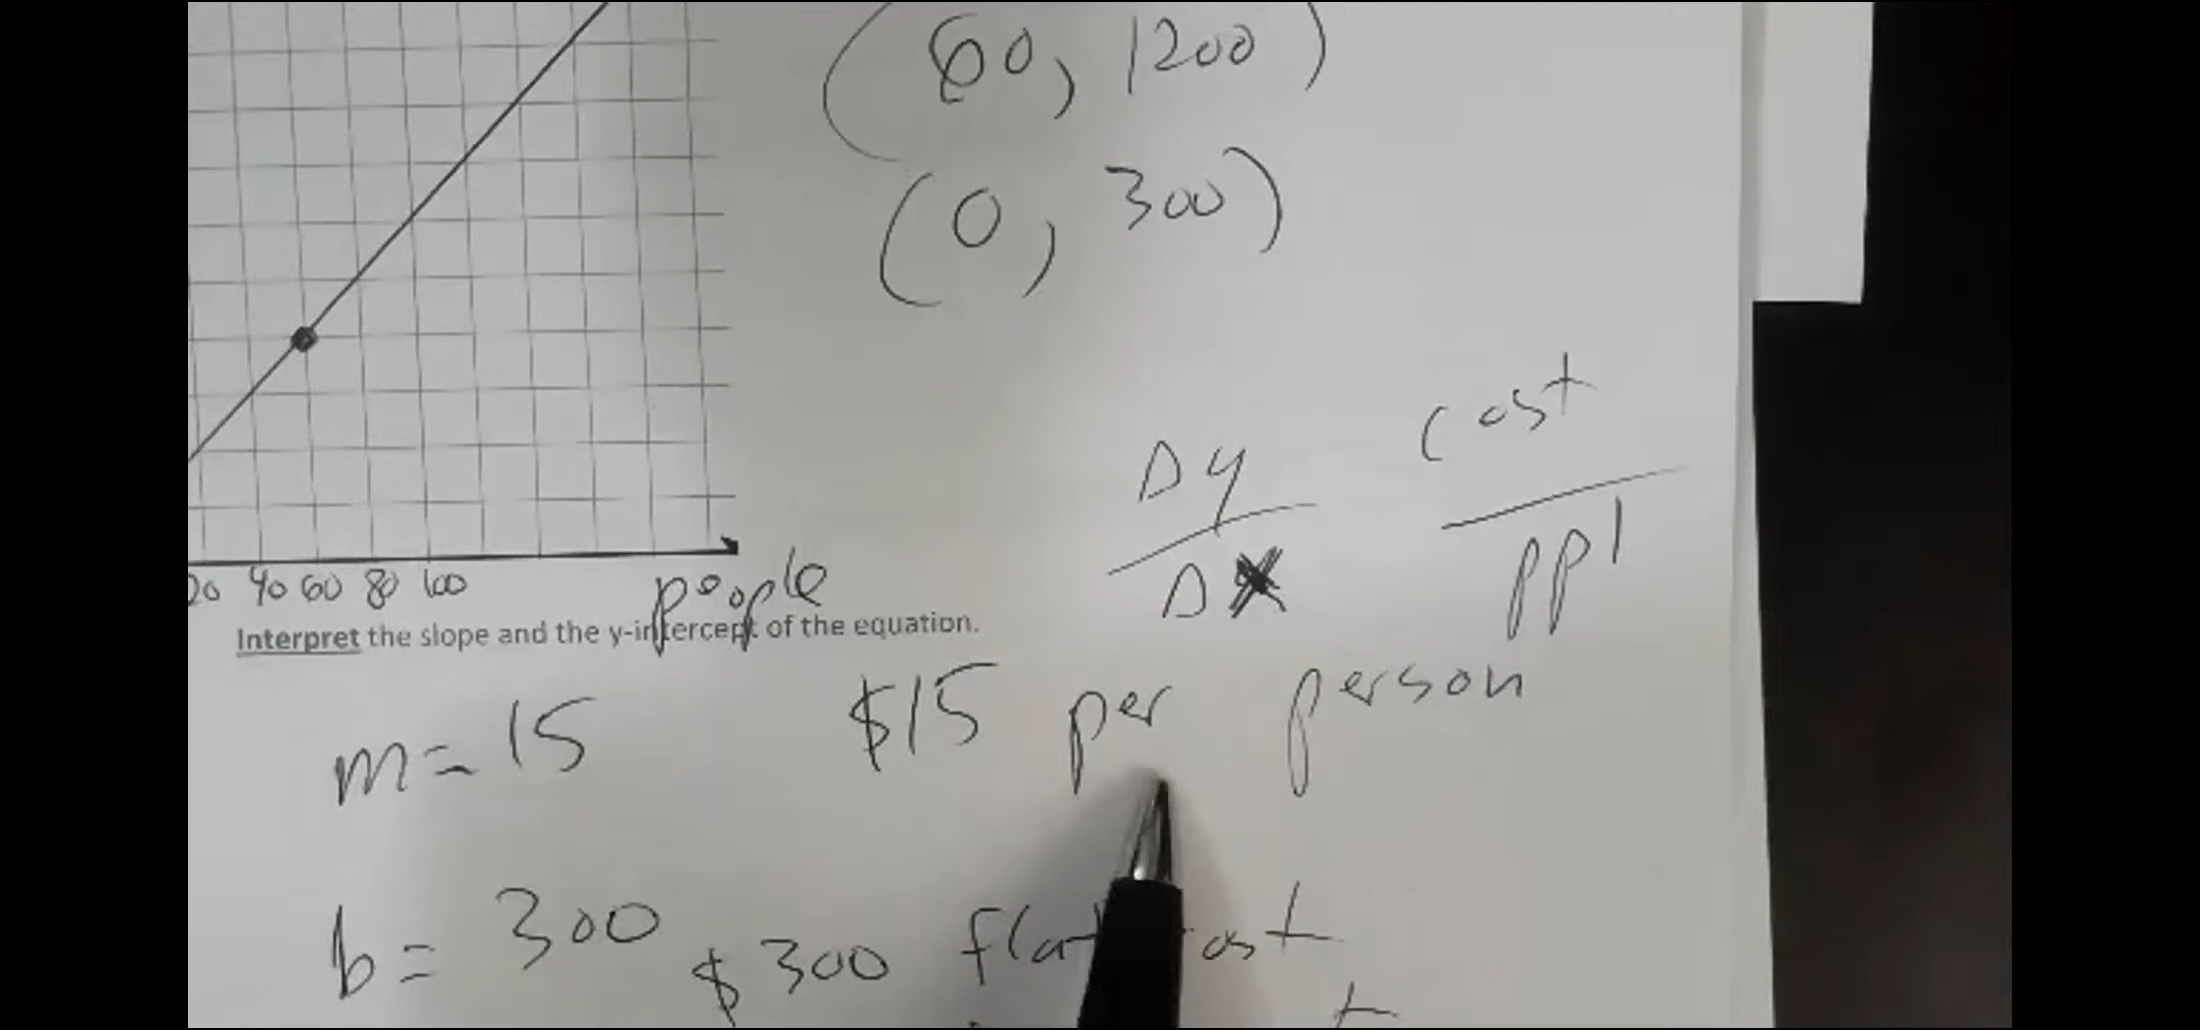 (60, 1200)
(0, 300)
Δy cost
Δx ppl
20 40 60 80 100 people
Interpret the slope and the y-intercept of the equation.
m = 15 $15 per person
b = 300 $300 flat cost